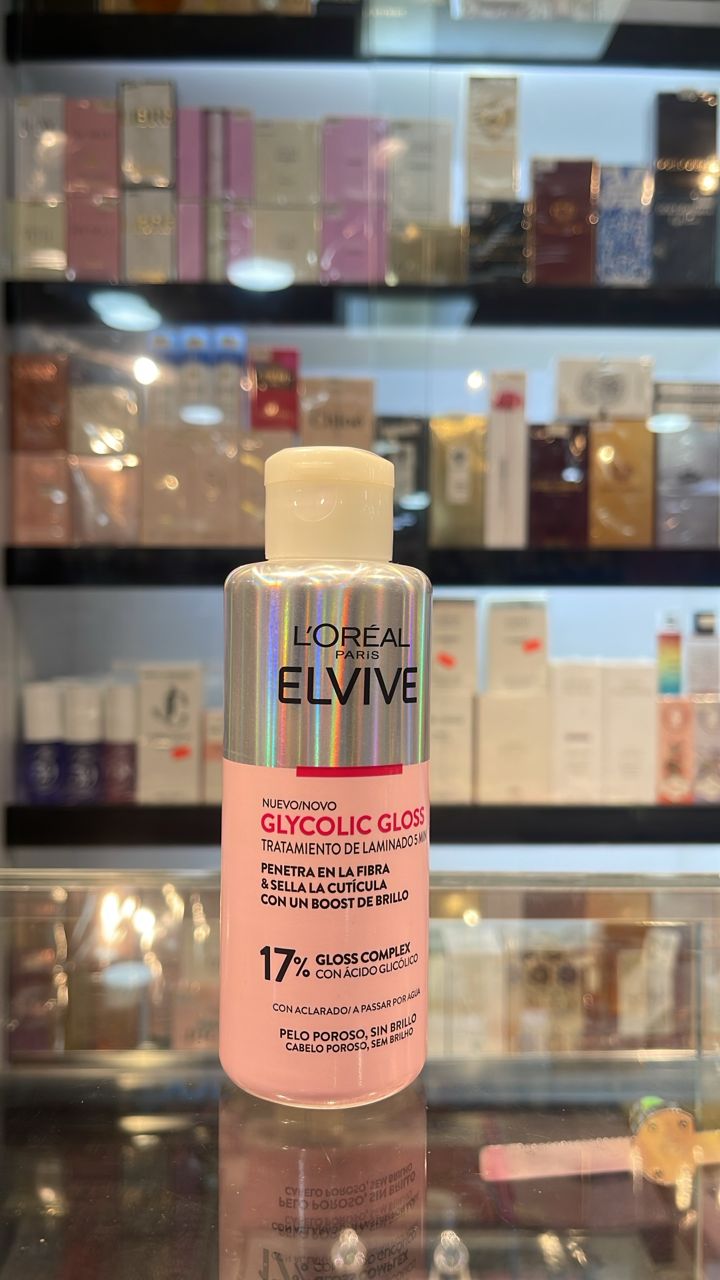 L'ORÉAL
PARIS
ELVIVE
NUEVO/NOVO
GLYCOLIC GLOSS
TRATAMIENTO DE LAMINADO 5 MIN
PENETRA EN LA FIBRA
& SELLA LA CUTÍCULA
CON UN BOOST DE BRILLO
17% GLOSS COMPLEX
CON ÁCIDO GLICÓLICO
CON ACLARADO/ A PASSAR POR AGUA
PELO POROSO, SIN BRILLO
CABELO POROSO, SEM BRILHO
Chloé